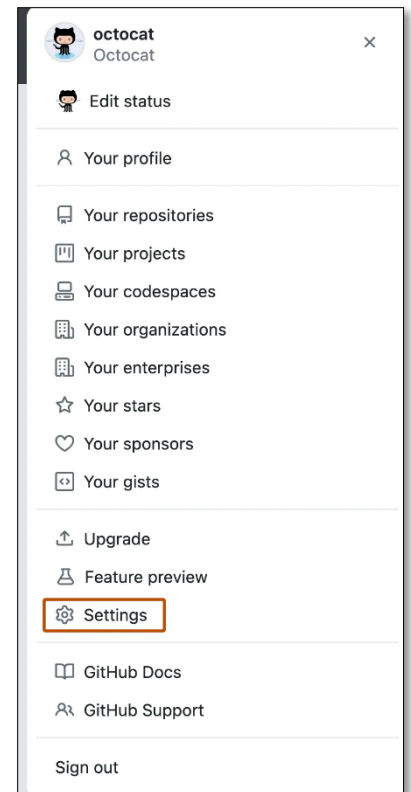 octocat
Octocat
Edit status
Your profile
Your repositories
Your projects
Your codespaces
Your organizations
Your enterprises
Your stars
Your sponsors
Your gists
Upgrade
Feature preview
Settings
GitHub Docs
GitHub Support
Sign out